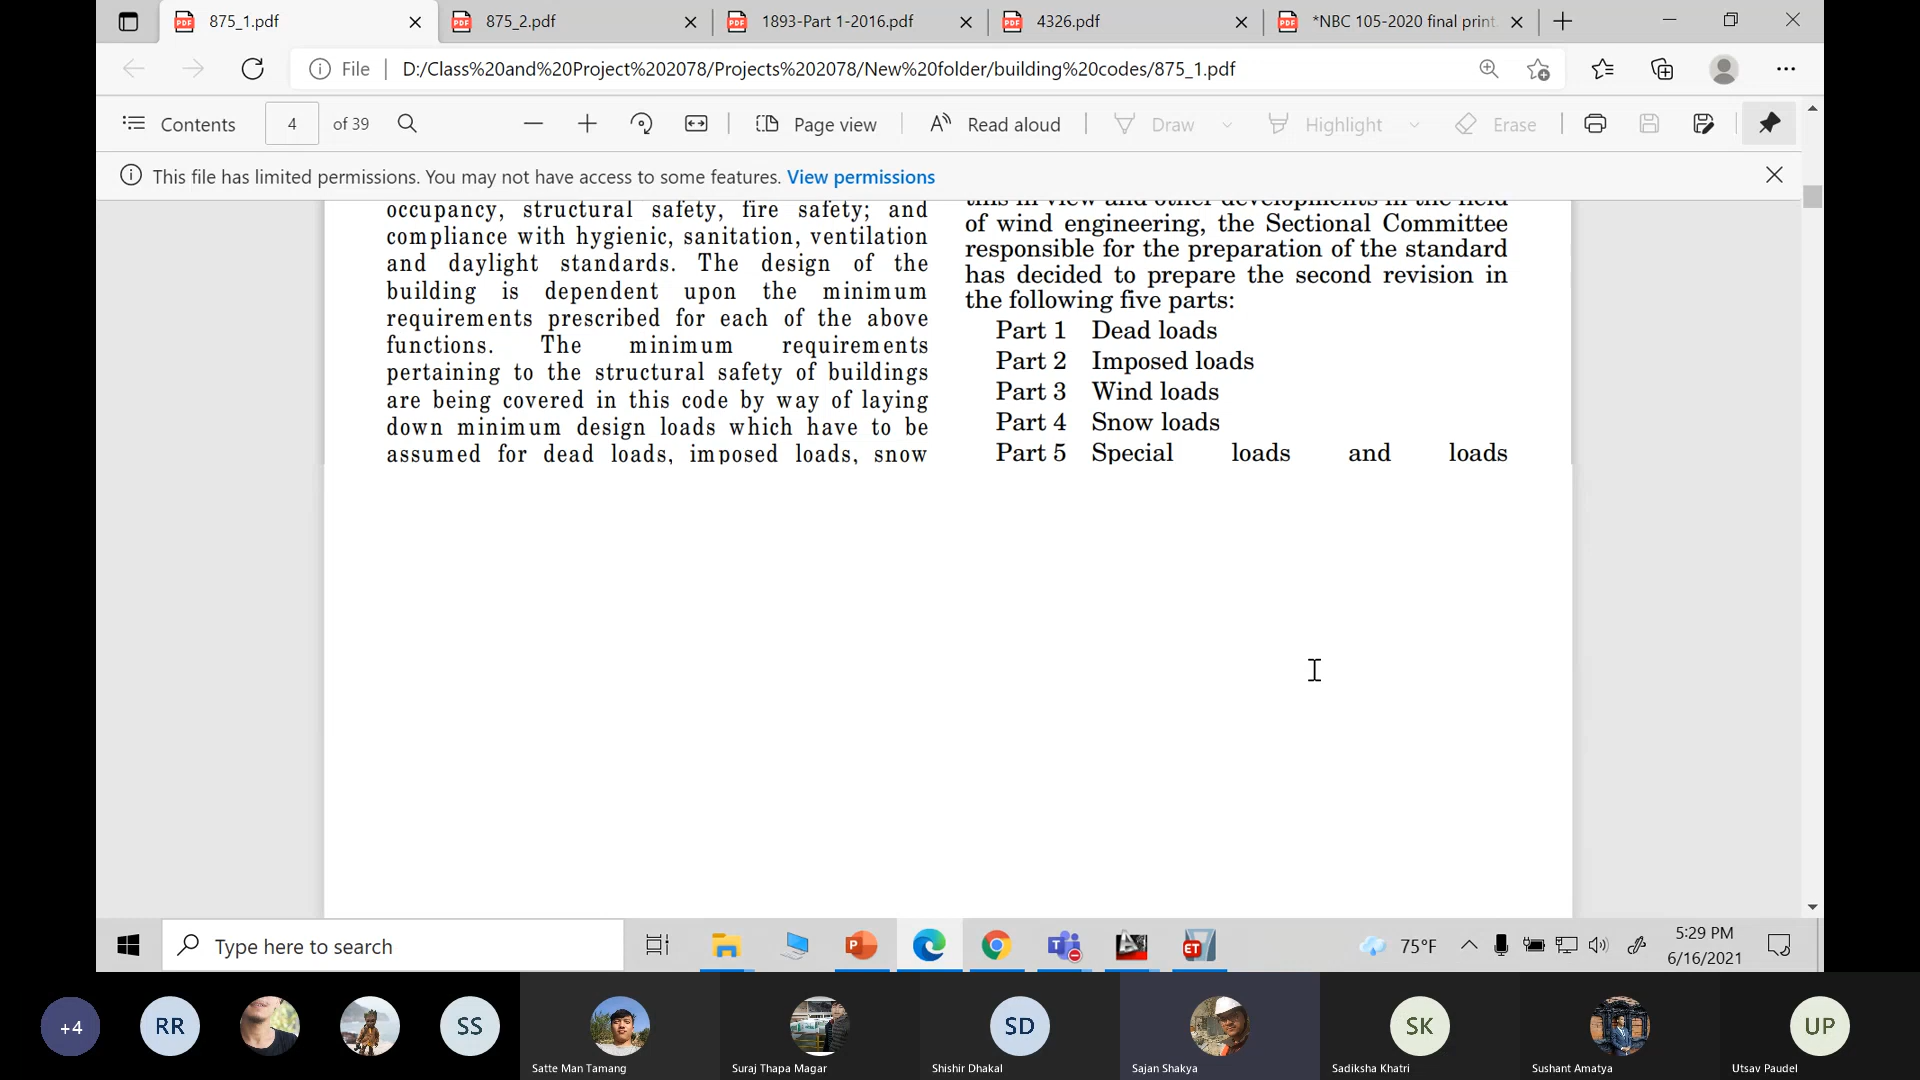 875_1.pdf
875_2.pdf
1893-Part 1-2016.pdf
4326.pdf
*NBC 105-2020 final print
File
D:/Class%20and%20Project%202078/Projects%202078/New%20folder/building%20codes/875_1.pdf
Contents
4
of 39
Page view
Read aloud
Draw
Highlight
Erase
This file has limited permissions. You may not have access to some features. View permissions
occupancy, structural safety, fire safety; and
compliance with hygienic, sanitation, ventilation
and daylight standards. The design of the
building is dependent upon the minimum
requirements prescribed for each of the above
functions. The minimum requirements
pertaining to the structural safety of buildings
are being covered in this code by way of laying
down minimum design loads which have to be
assumed for dead loads, imposed loads, snow
this in view and other developments in the field
of wind engineering, the Sectional Committee
responsible for the preparation of the standard
has decided to prepare the second revision in
the following five parts:
Part 1 Dead loads
Part 2 Imposed loads
Part 3 Wind loads
Part 4 Snow loads
Part 5 Special loads and loads
Type here to search
75°F
5:29 PM
6/16/2021
+4
RR
SS
SD
SK
UP
Satte Man Tamang
Suraj Thapa Magar
Shishir Dhakal
Sajan Shakya
Sadiksha Khatri
Sushant Amatya
Utsav Paudel